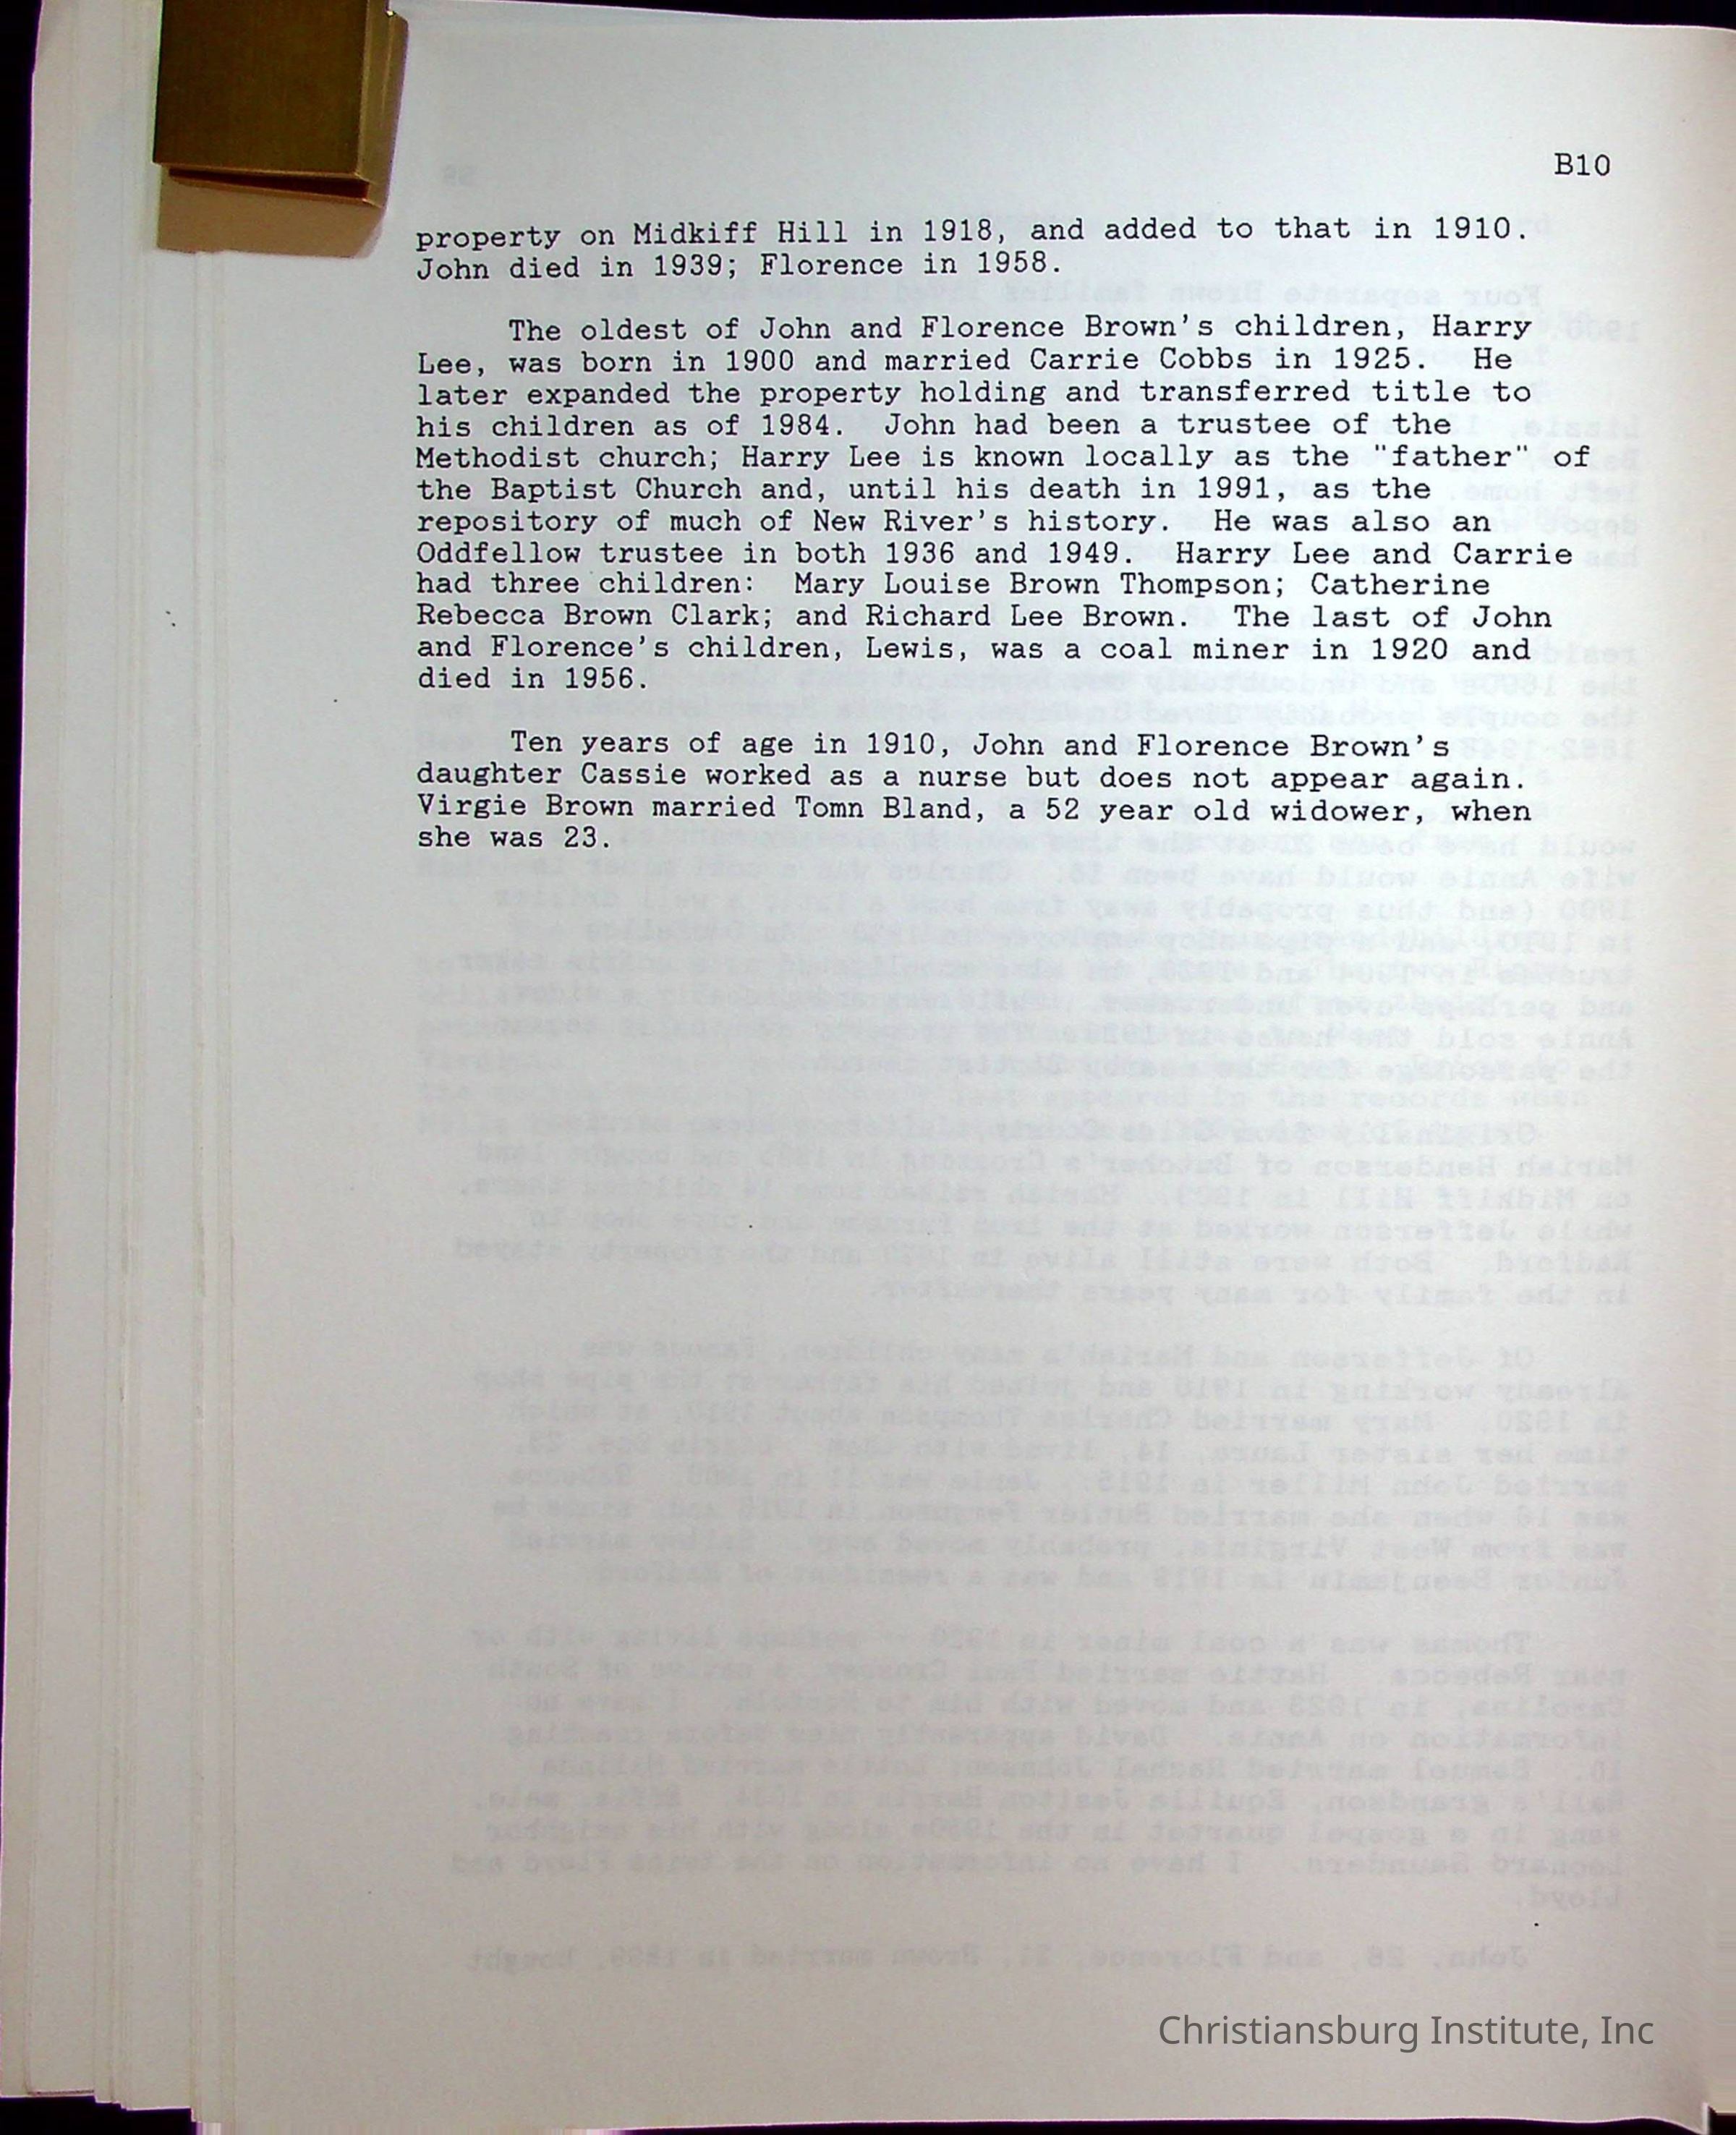 B10
property on Midkiff Hill in 1918, and added to that in 1910.
John died in 1939; Florence in 1958.
The oldest of John and Florence Brown's children, Harry
Lee, was born in 1900 and married Carrie Cobbs in 1925. He
later expanded the property holding and transferred title to
his children as of 1984. John had been a trustee of the
Methodist church; Harry Lee is known locally as the "father" of
the Baptist Church and, until his death in 1991, as the
repository of much of New River's history. He was also an
Oddfellow trustee in both 1936 and 1949. Harry Lee and Carrie
had three children: Mary Louise Brown Thompson; Catherine
Rebecca Brown Clark; and Richard Lee Brown. The last of John
and Florence's children, Lewis, was a coal miner in 1920 and
died in 1956.
Ten years of age in 1910, John and Florence Brown's
daughter Cassie worked as a nurse but does not appear again.
Virgie Brown married Tomn Bland, a 52 year old widower, when
she was 23.
Christiansburg Institute, Inc